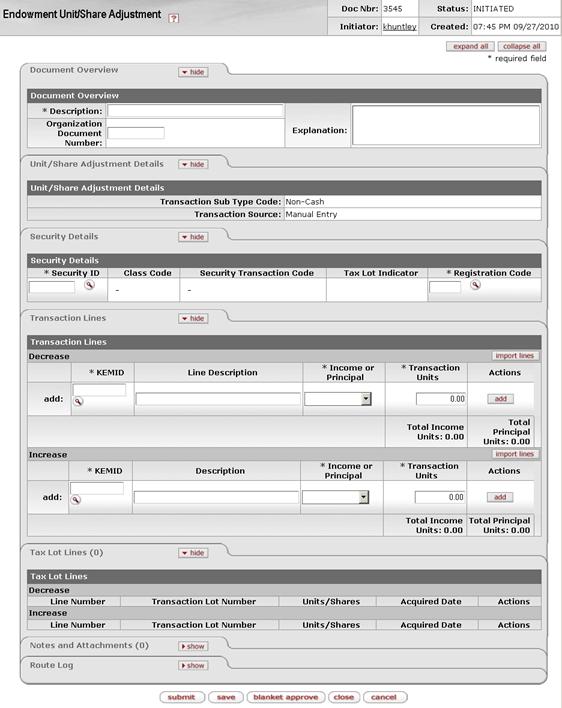 Endowment Unit/Share Adjustment ?
Doc Nbr: 3545 Status: INITIATED
Initiator: khuntley Created: 07:45 PM 09/27/2010
expand all collapse all
* required field
Document Overview hide
Document Overview
* Description:
Organization Document Number:
Explanation:
Unit/Share Adjustment Details hide
Unit/Share Adjustment Details
Transaction Sub Type Code: Non-Cash
Transaction Source: Manual Entry
Security Details hide
Security Details
* Security ID Class Code Security Transaction Code Tax Lot Indicator * Registration Code
- -
Transaction Lines hide
Transaction Lines
Decrease import lines
* KEMID Line Description * Income or Principal * Transaction Units Actions
add: 0.00 add
Total Income Units: 0.00 Total Principal Units: 0.00
Increase import lines
* KEMID Description * Income or Principal * Transaction Units Actions
add: 0.00 add
Total Income Units: 0.00 Total Principal Units: 0.00
Tax Lot Lines (0) hide
Tax Lot Lines
Decrease
Line Number Transaction Lot Number Units/Shares Acquired Date Actions
Increase
Line Number Transaction Lot Number Units/Shares Acquired Date Actions
Notes and Attachments (0) show
Route Log show
submit save blanket approve close cancel